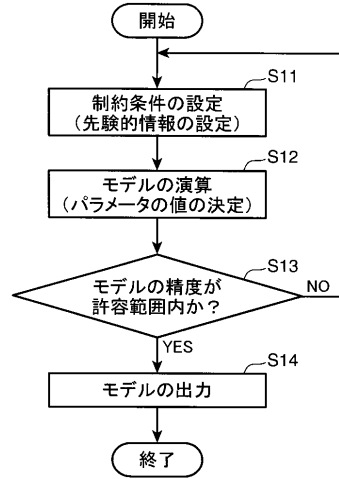 開始
S11
制約条件の設定
(先験的情報の設定)
S12
モデルの演算
(パラメータの値の決定)
S13
モデルの精度が
許容範囲内か?
NO
YES
S14
モデルの出力
終了